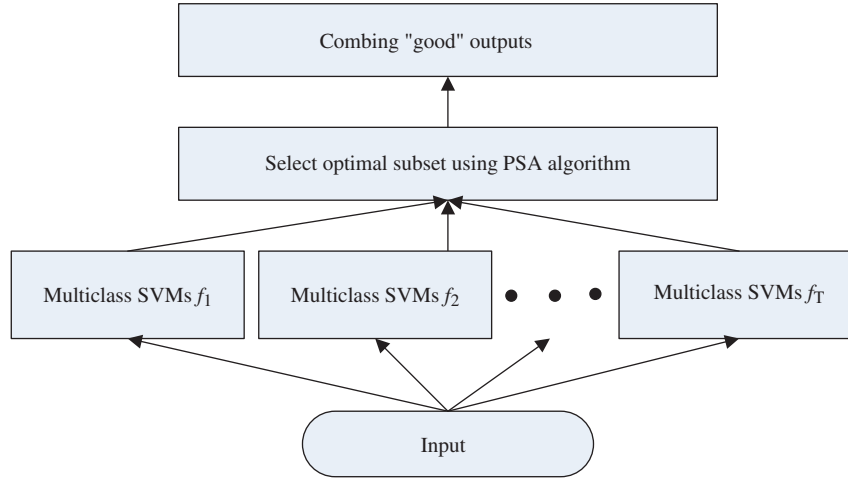 Combing "good" outputs
Select optimal subset using PSA algorithm
Multiclass SVMs f1
Multiclass SVMs f2
Multiclass SVMs fT
Input